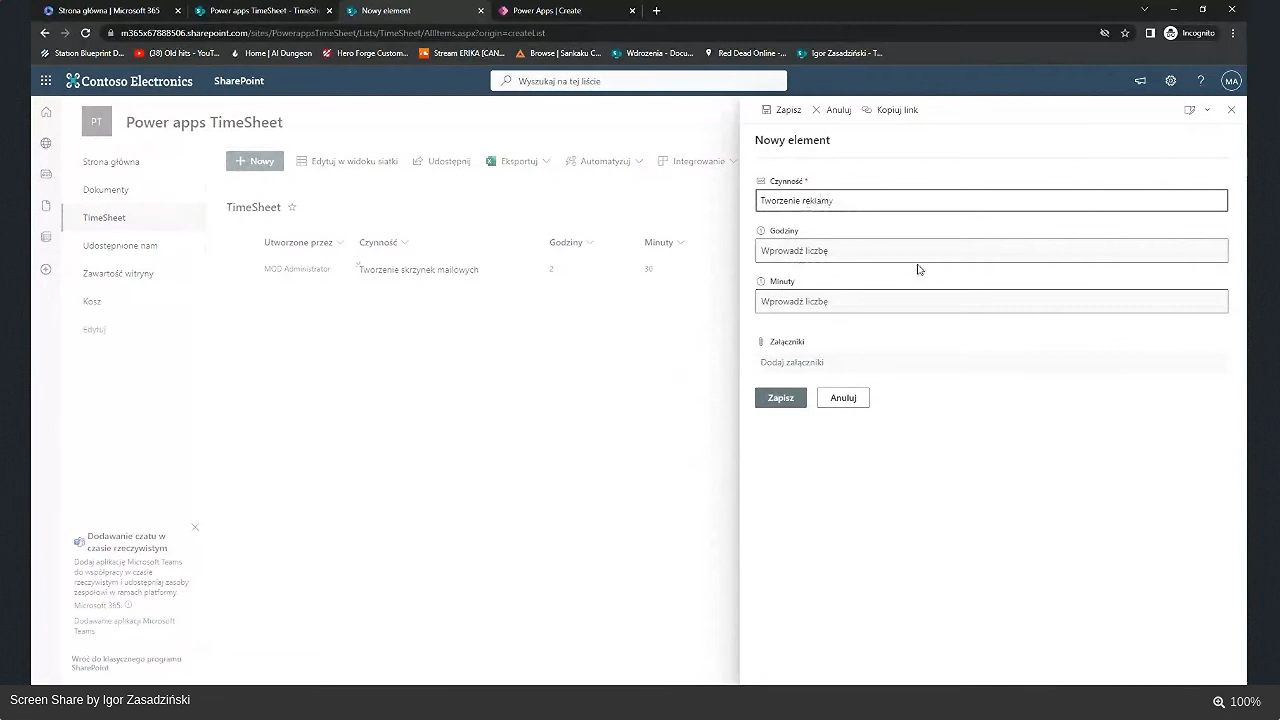 Strona główna | Microsoft 365
Power apps TimeSheet - TimeShe
Nowy element
Power Apps | Create
m365x67888506.sharepoint.com/sites/PowerappsTimeSheet/Lists/TimeSheet/AllItems.aspx?origin=createList
Incognito
Station Blueprint D...
(38) Old hits - YouT...
Home | AI Dungeon
Hero Forge Custom...
Stream ERIKA [CAN...
Browse | Sankaku C...
Wdrożenia - Docu...
Red Dead Online -...
Igor Zasadziński - T...
Contoso Electronics
SharePoint
Wyszukaj na tej liście
MA
PT
Power apps TimeSheet
Strona główna
Dokumenty
TimeSheet
Udostępnione nam
Zawartość witryny
Kosz
Edytuj
+ Nowy
Edytuj w widoku siatki
Udostępnij
Eksportuj
Automatyzuj
Integrowanie
TimeSheet
Utworzone przez
Czynność
Godziny
Minuty
MOD Administrator
Tworzenie skrzynek mailowych
2
30
Zapisz
Anuluj
Kopiuj link
Nowy element
Czynność *
Tworzenie reklamy
Godziny
Wprowadź liczbę
Minuty
Wprowadź liczbę
Załączniki
Dodaj załączniki
Zapisz
Anuluj
Dodawanie czatu w
czasie rzeczywistym
Dodaj aplikację Microsoft Teams
do współpracy w czasie
rzeczywistym i udostępniaj zasoby
zespołowi w ramach platformy
Microsoft 365.
Dodawanie aplikacji Microsoft
Teams
Wróć do klasycznego programu
SharePoint
Screen Share by Igor Zasadziński
100%